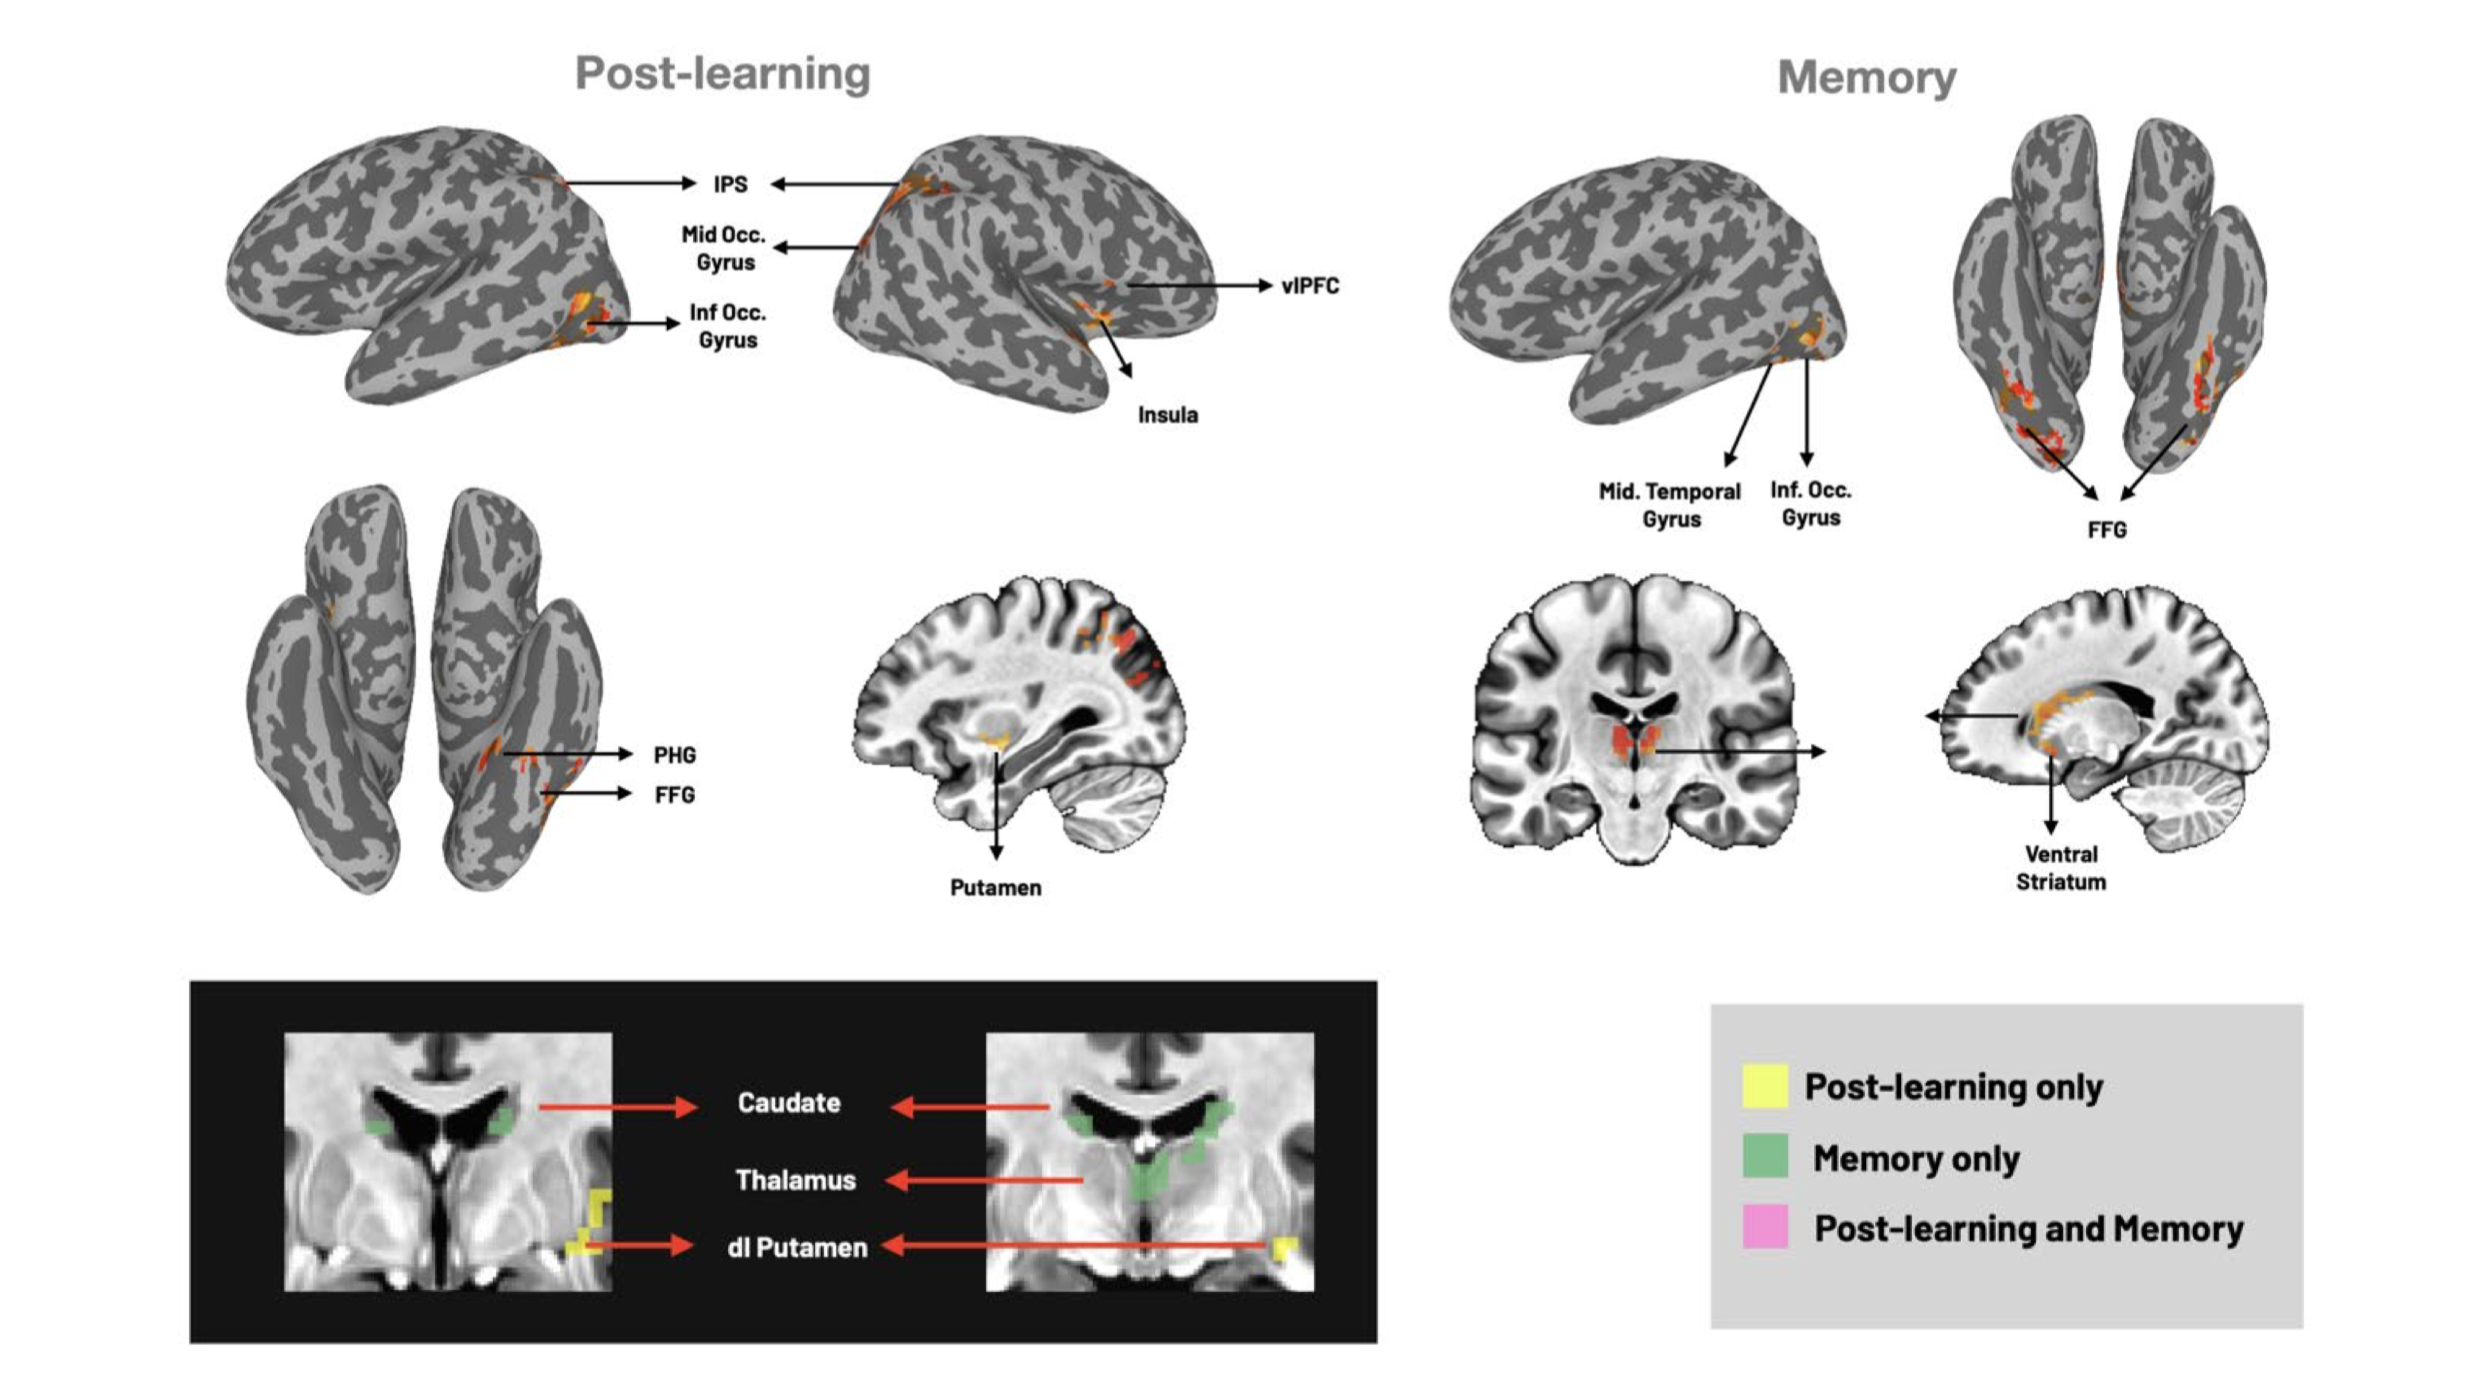 Post-learning
Memory
IPS
Mid Occ.
Gyrus
Inf Occ.
Gyrus
vlPFC
Insula
Mid. Temporal
Gyrus
Inf. Occ.
Gyrus
FFG
PHG
FFG
Putamen
Ventral
Striatum
Caudate
Thalamus
dl Putamen
Post-learning only
Memory only
Post-learning and Memory